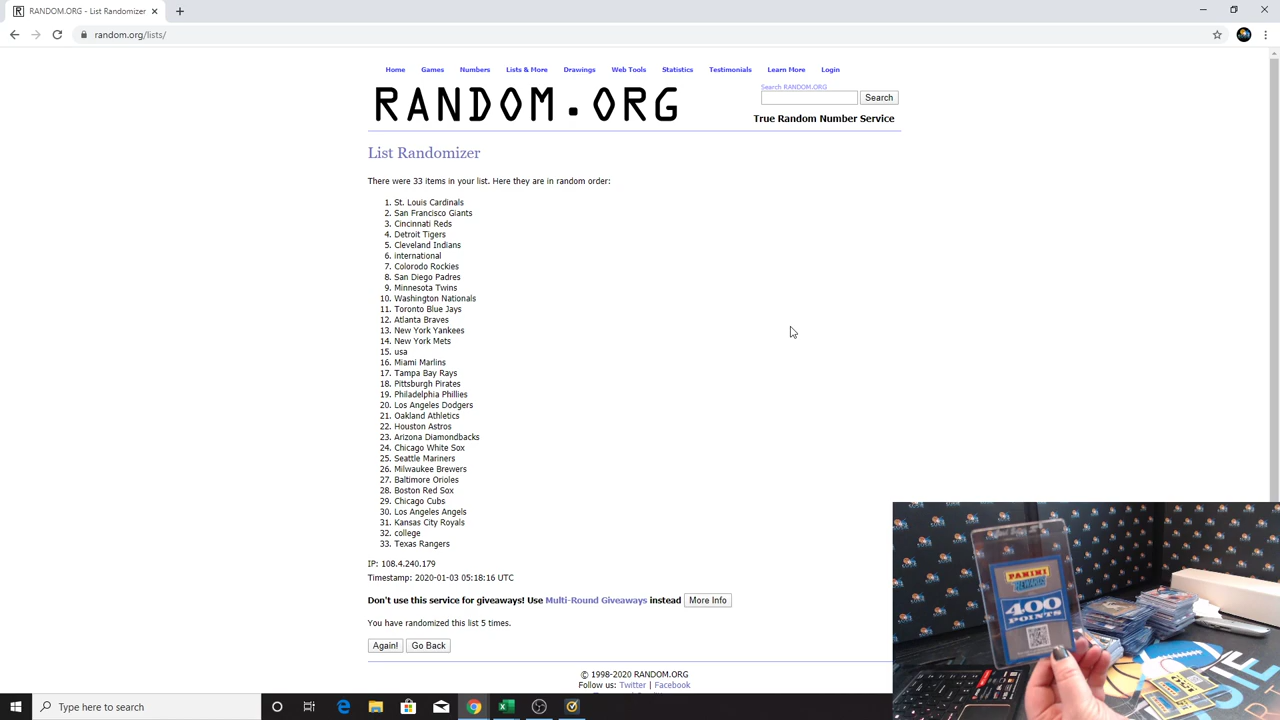 RANDOM.ORG - List Randomizer
random.org/lists/
Home Games Numbers Lists & More Drawings Web Tools Statistics Testimonials Learn More Login
Search RANDOM.ORG
RANDOM.ORG
Search
True Random Number Service
List Randomizer
There were 33 items in your list. Here they are in random order:
1. St. Louis Cardinals
2. San Francisco Giants
3. Cincinnati Reds
4. Detroit Tigers
5. Cleveland Indians
6. international
7. Colorodo Rockies
8. San Diego Padres
9. Minnesota Twins
10. Washington Nationals
11. Toronto Blue Jays
12. Atlanta Braves
13. New York Yankees
14. New York Mets
15. usa
16. Miami Marlins
17. Tampa Bay Rays
18. Pittsburgh Pirates
19. Philadelphia Phillies
20. Los Angeles Dodgers
21. Oakland Athletics
22. Houston Astros
23. Arizona Diamondbacks
24. Chicago White Sox
25. Seattle Mariners
26. Milwaukee Brewers
27. Baltimore Orioles
28. Boston Red Sox
29. Chicago Cubs
30. Los Angeles Angels
31. Kansas City Royals
32. college
33. Texas Rangers
IP: 108.4.240.179
Timestamp: 2020-01-03 05:18:16 UTC
Don't use this service for giveaways! Use Multi-Round Giveaways instead More Info
You have randomized this list 5 times.
Again! Go Back
© 1998-2020 RANDOM.ORG
Follow us: Twitter | Facebook
PANINI
REWARDS
400
POINTS
Type here to search